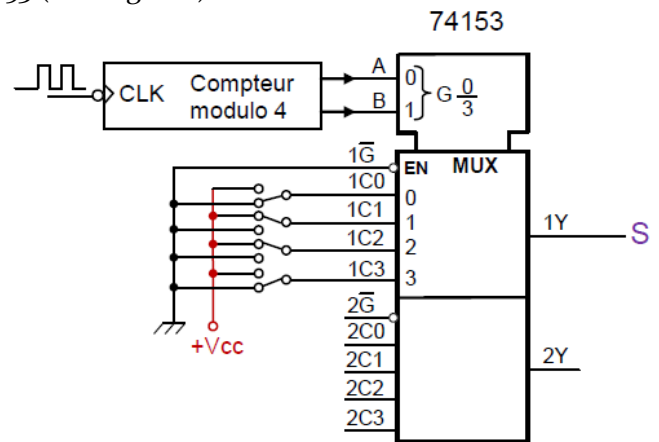 74153
CLK
Compteur
modulo 4
A
B
0
1
G 0/3
1G̅
EN
MUX
1C0
0
1C1
1
1C2
2
1C3
3
1Y
S
2G̅
2C0
2C1
2C2
2C3
2Y
+Vcc